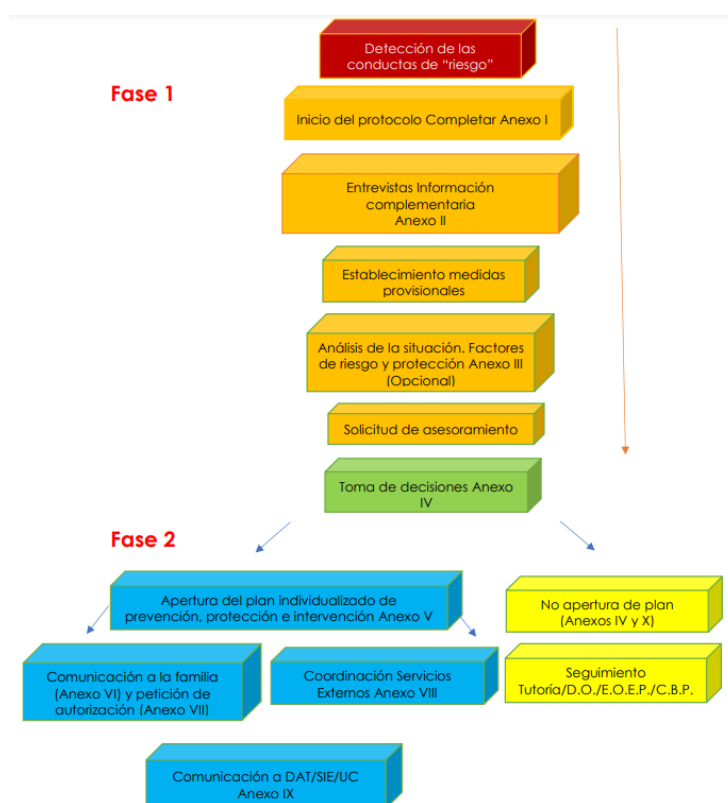 Detección de las
conductas de “riesgo”
Fase 1
Inicio del protocolo Completar Anexo I
Entrevistas Información
complementaria
Anexo II
Establecimiento medidas
provisionales
Análisis de la situación. Factores
de riesgo y protección Anexo III
(Opcional)
Solicitud de asesoramiento
Toma de decisiones Anexo
IV
Fase 2
Apertura del plan individualizado de
prevención, protección e intervención Anexo V
No apertura de plan
(Anexos IV y X)
Comunicación a la familia
(Anexo VI) y petición de
autorización (Anexo VII)
Coordinación Servicios
Externos Anexo VIII
Seguimiento
Tutoría/D.O./E.O.E.P./C.B.P.
Comunicación a DAT/SIE/UC
Anexo IX